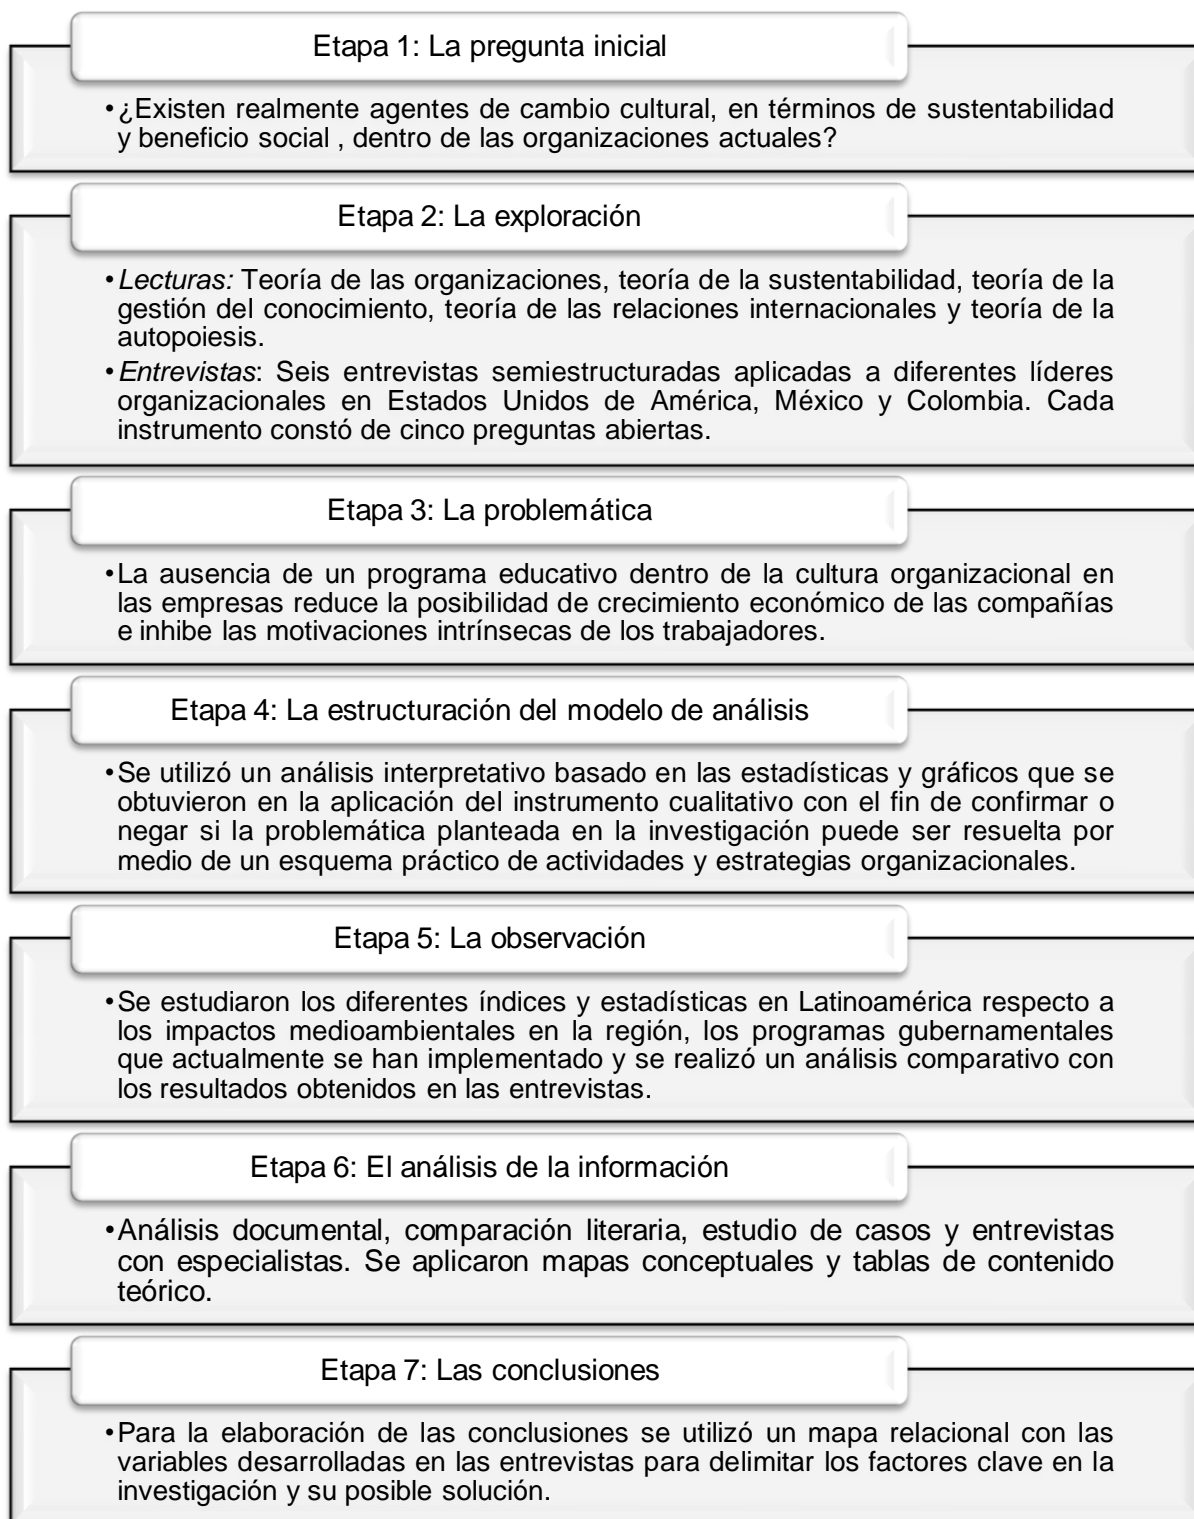 Etapa 1: La pregunta inicial
•¿Existen realmente agentes de cambio cultural, en términos de sustentabilidad
y beneficio social , dentro de las organizaciones actuales?
Etapa 2: La exploración
•Lecturas: Teoría de las organizaciones, teoría de la sustentabilidad, teoría de la
gestión del conocimiento, teoría de las relaciones internacionales y teoría de la
autopoiesis.
•Entrevistas: Seis entrevistas semiestructuradas aplicadas a diferentes líderes
organizacionales en Estados Unidos de América, México y Colombia. Cada
instrumento constó de cinco preguntas abiertas.
Etapa 3: La problemática
•La ausencia de un programa educativo dentro de la cultura organizacional en
las empresas reduce la posibilidad de crecimiento económico de las compañías
e inhibe las motivaciones intrínsecas de los trabajadores.
Etapa 4: La estructuración del modelo de análisis
•Se utilizó un análisis interpretativo basado en las estadísticas y gráficos que se
obtuvieron en la aplicación del instrumento cualitativo con el fin de confirmar o
negar si la problemática planteada en la investigación puede ser resuelta por
medio de un esquema práctico de actividades y estrategias organizacionales.
Etapa 5: La observación
•Se estudiaron los diferentes índices y estadísticas en Latinoamérica respecto a
los impactos medioambientales en la región, los programas gubernamentales
que actualmente se han implementado y se realizó un análisis comparativo con
los resultados obtenidos en las entrevistas.
Etapa 6: El análisis de la información
•Análisis documental, comparación literaria, estudio de casos y entrevistas
con especialistas. Se aplicaron mapas conceptuales y tablas de contenido
teórico.
Etapa 7: Las conclusiones
•Para la elaboración de las conclusiones se utilizó un mapa relacional con las
variables desarrolladas en las entrevistas para delimitar los factores clave en la
investigación y su posible solución.